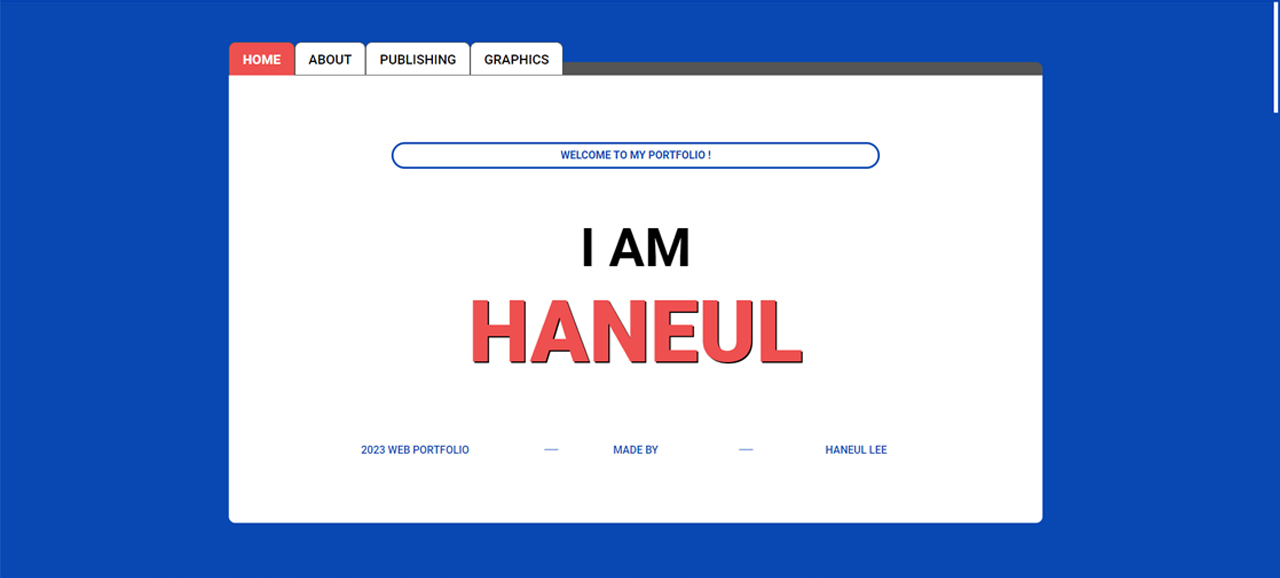 HOME ABOUT PUBLISHING GRAPHICS
WELCOME TO MY PORTFOLIO !
I AM
HANEUL
2023 WEB PORTFOLIO — MADE BY — HANEUL LEE